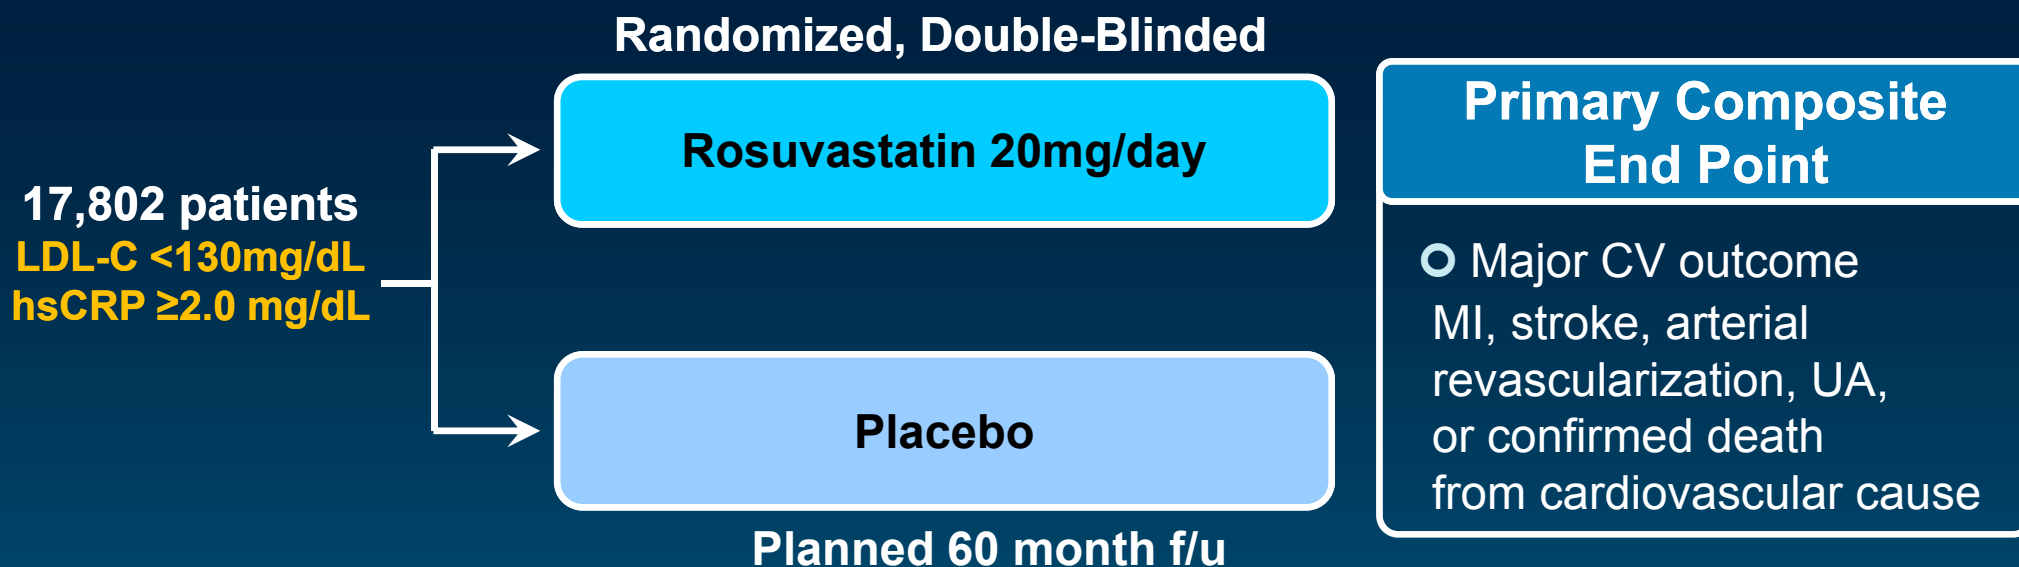 Randomized, Double-Blinded
17,802 patients
LDL-C <130mg/dL
hsCRP ≥2.0 mg/dL
Rosuvastatin 20mg/day
Placebo
Planned 60 month f/u
Primary Composite
End Point
Major CV outcome
MI, stroke, arterial
revascularization, UA,
or confirmed death
from cardiovascular cause